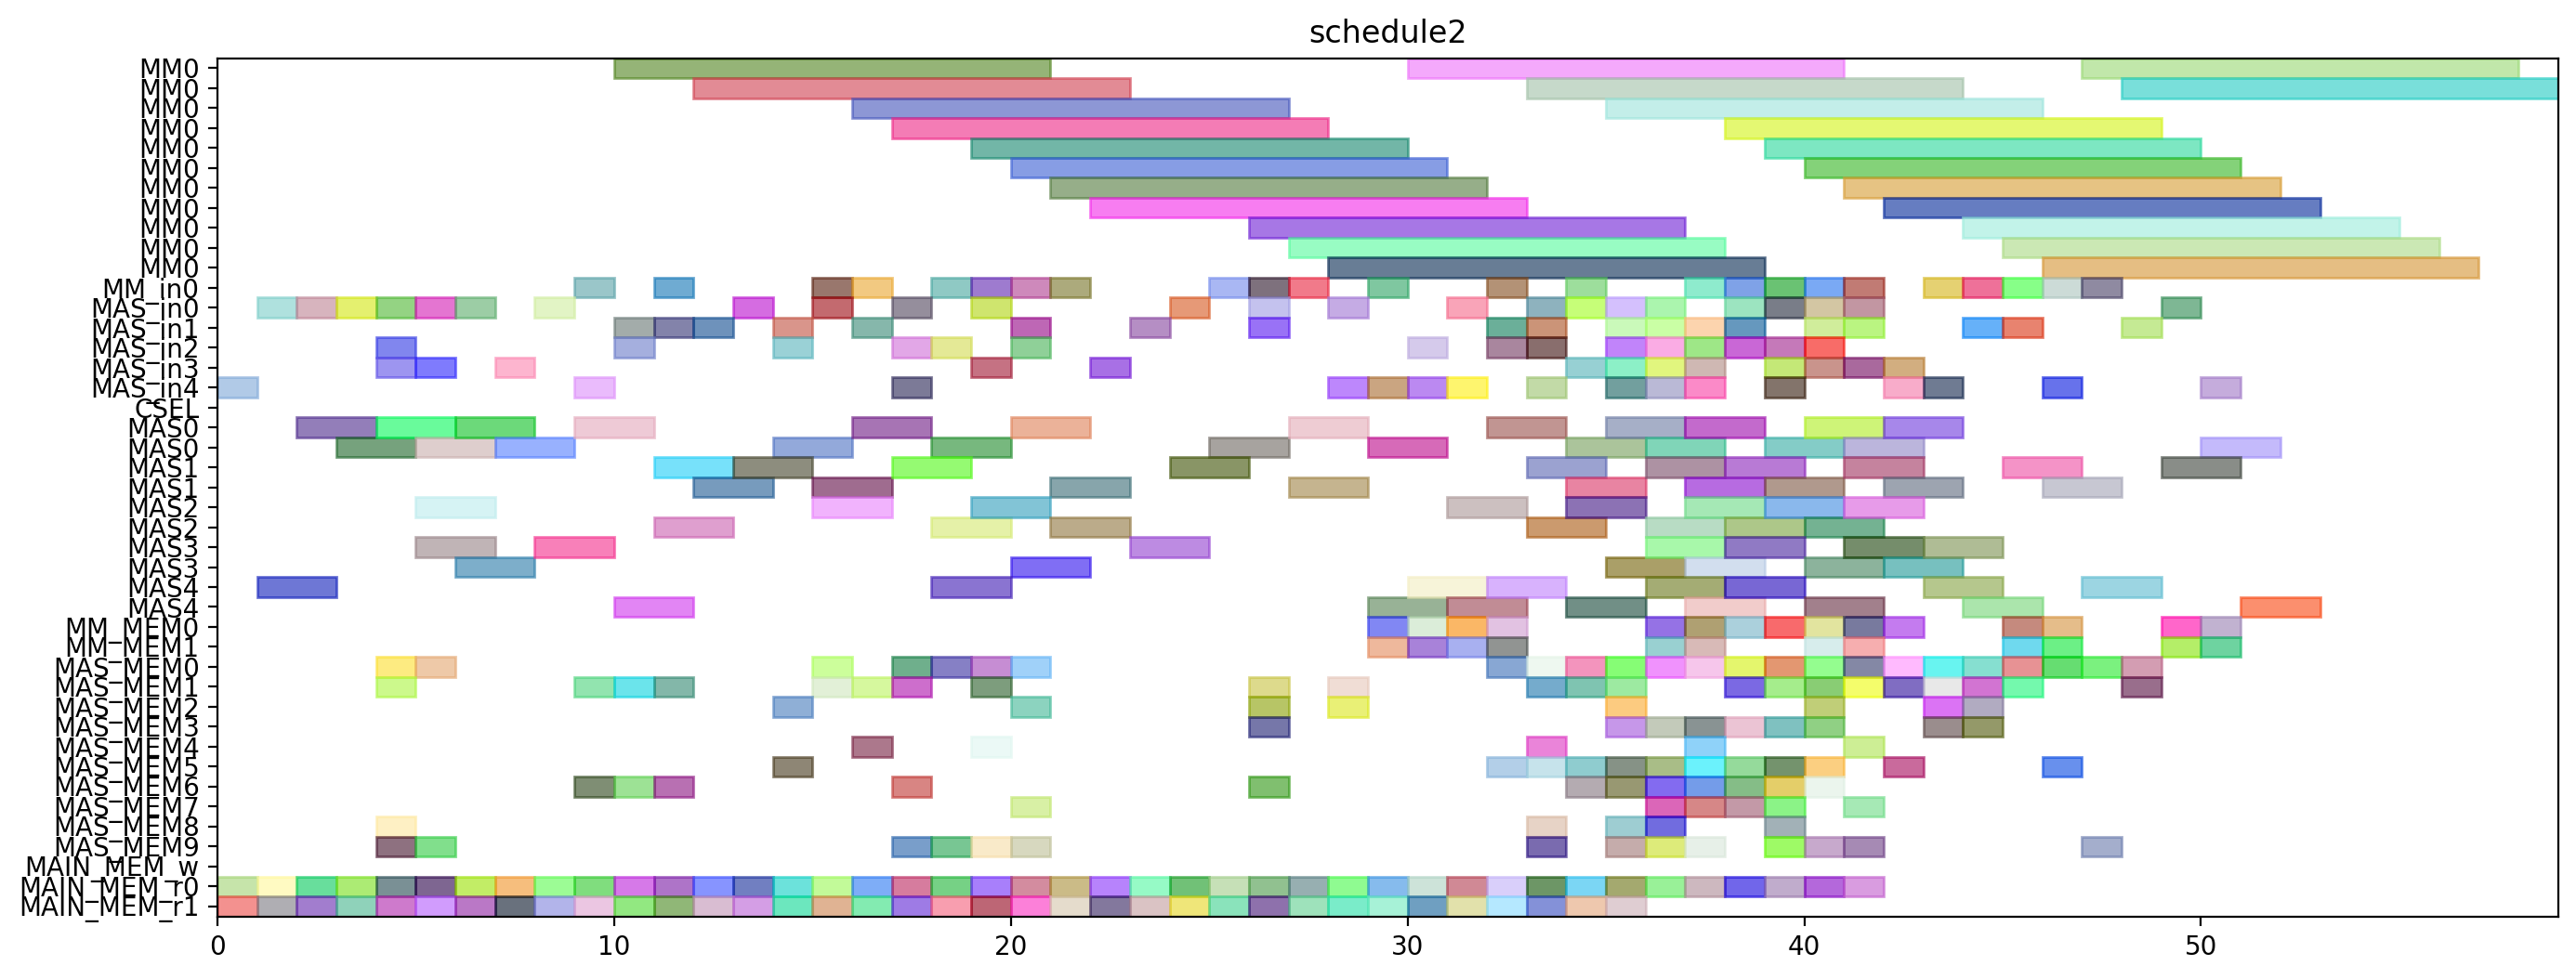 schedule2
MM0
MM0
MM0
MM0
MM0
MM0
MM0
MM0
MM0
MM0
MM0
MM_in0
MAS_in0
MAS_in1
MAS_in2
MAS_in3
MAS_in4
CSEL
MAS0
MAS0
MAS1
MAS1
MAS2
MAS2
MAS3
MAS3
MAS4
MAS4
MM_MEM0
MM_MEM1
MAS_MEM0
MAS_MEM1
MAS_MEM2
MAS_MEM3
MAS_MEM4
MAS_MEM5
MAS_MEM6
MAS_MEM7
MAS_MEM8
MAS_MEM9
MAIN_MEM_w
MAIN_MEM_r0
MAIN_MEM_r1
0 10 20 30 40 50